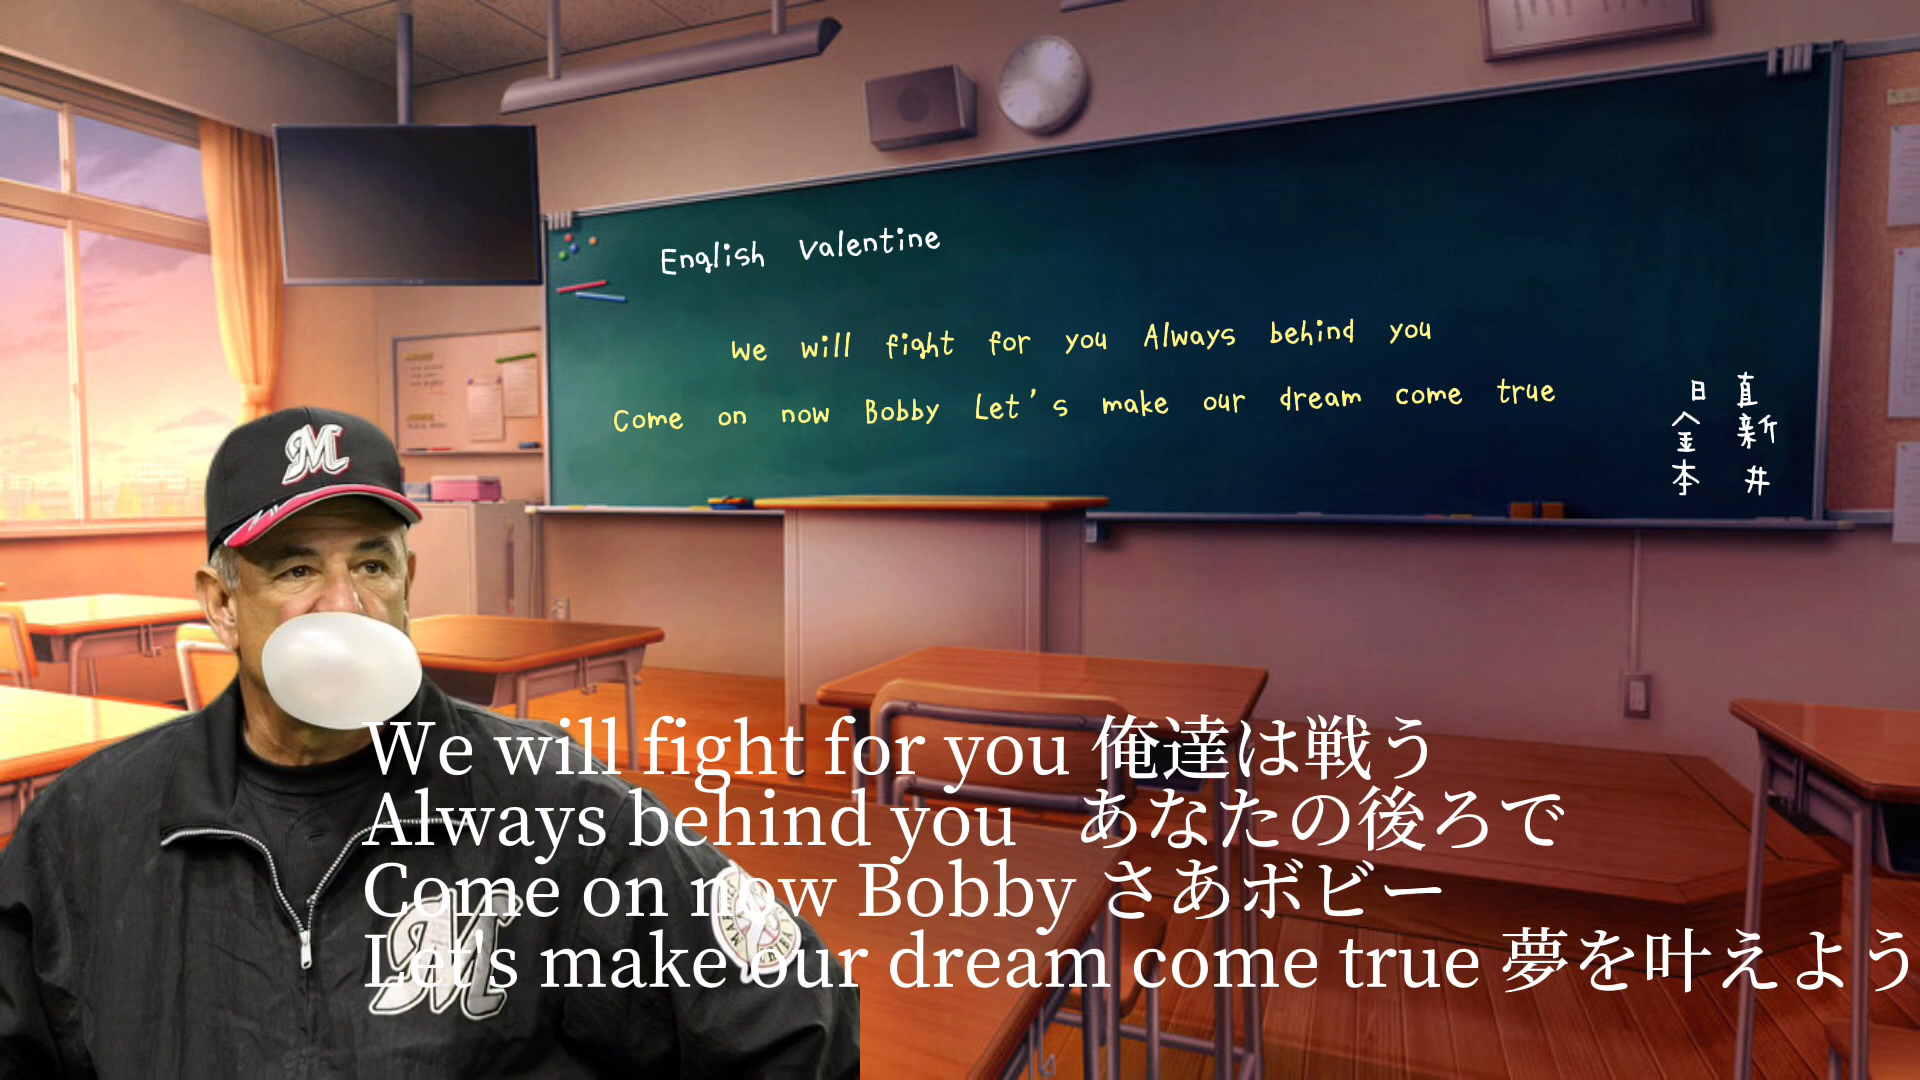 English Valentine
We will fight for you Always behind you
Come on now Bobby Let's make our dream come true
日直
新井
金本
M
We will fight for you 俺達は戦う
Always behind you あなたの後ろで
Come on now Bobby さあボビー
Let's make our dream come true 夢を叶えよう
M